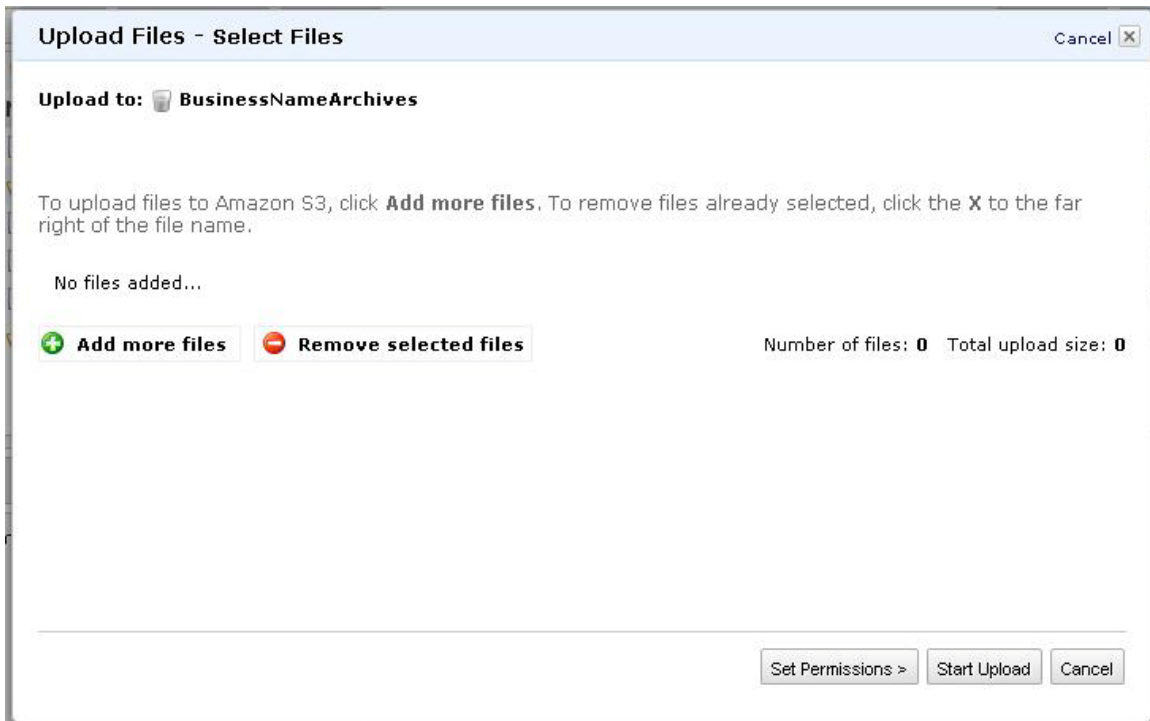 Upload Files - Select Files
Cancel
Upload to: BusinessNameArchives
To upload files to Amazon S3, click Add more files. To remove files already selected, click the X to the far
right of the file name.
No files added...
Add more files Remove selected files Number of files: 0 Total upload size: 0
Set Permissions > Start Upload Cancel